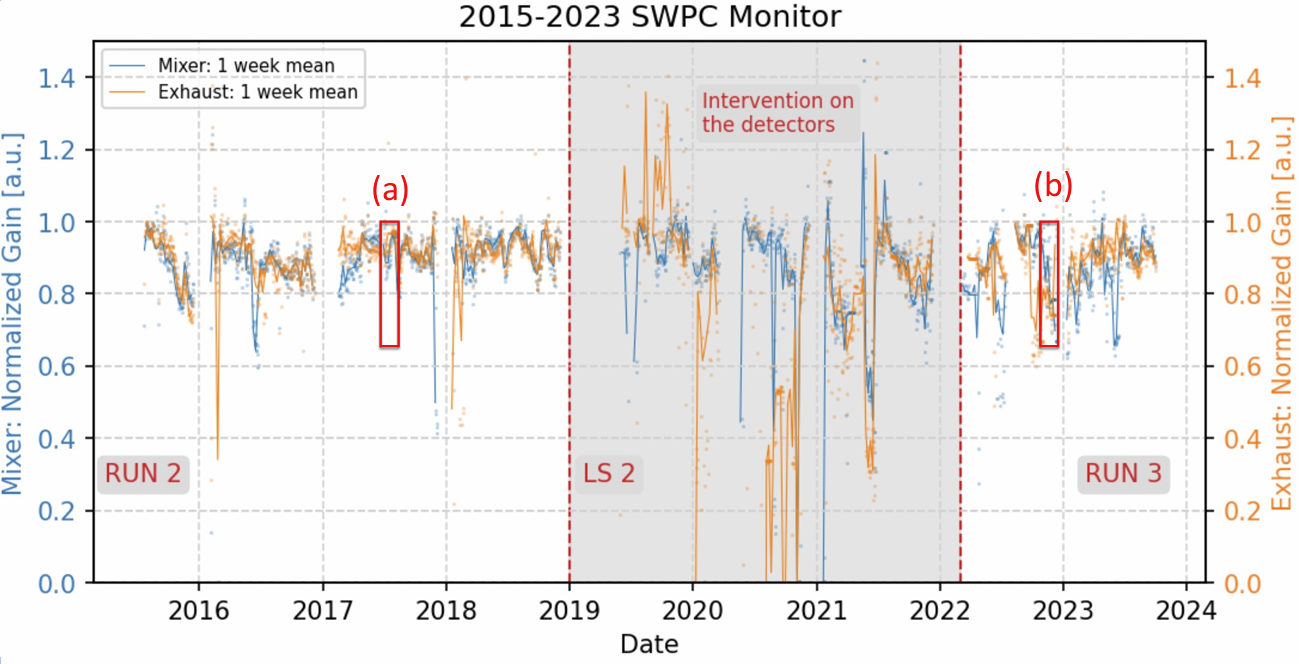 2015-2023 SWPC Monitor
Mixer: 1 week mean
Exhaust: 1 week mean
Intervention on
the detectors
(a)
(b)
RUN 2
LS 2
RUN 3
Mixer: Normalized Gain [a.u.]
1.4
1.2
1.0
0.8
0.6
0.4
0.2
0.0
Exhaust: Normalized Gain [a.u.]
1.4
1.2
1.0
0.8
0.6
0.4
0.2
0.0
2016 2017 2018 2019 2020 2021 2022 2023 2024
Date